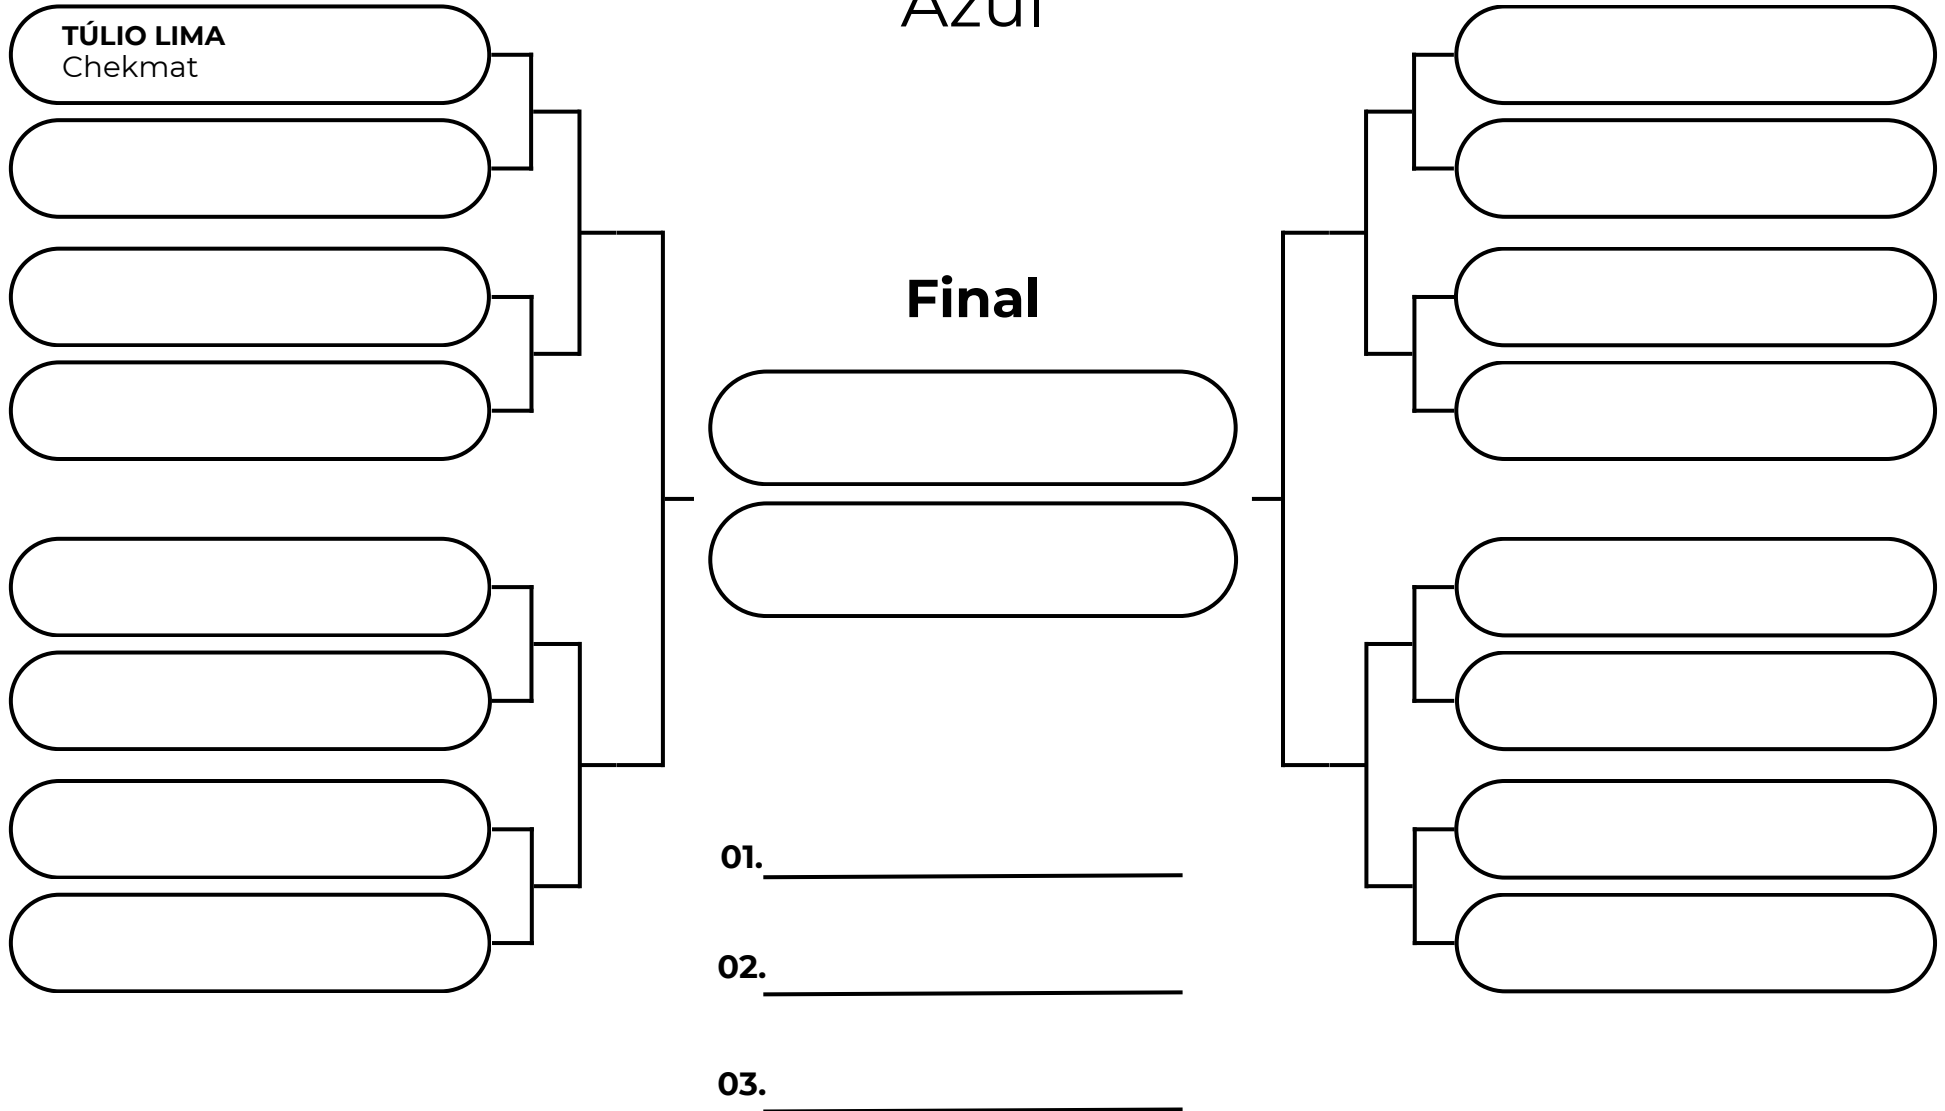 Azul
TÚLIO LIMA
Chekmat
Final
01.
02.
03.